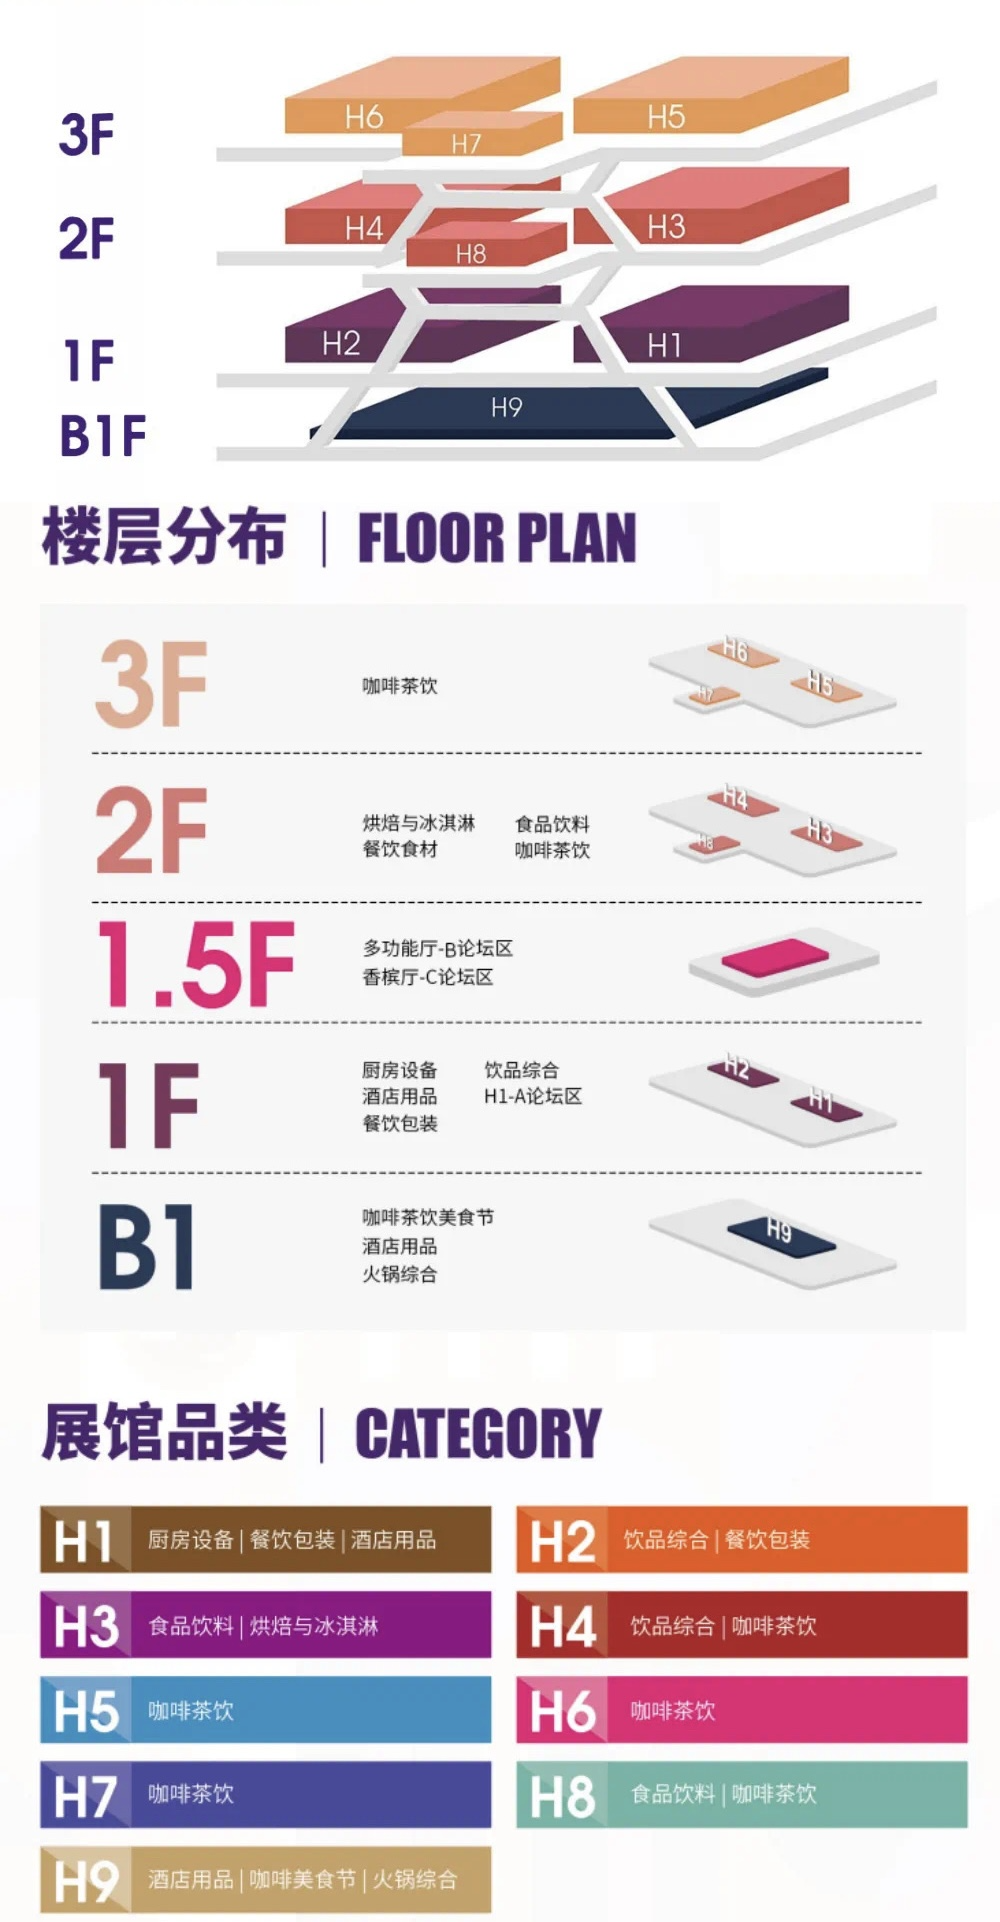 3F
H6
H5
H7
2F
H4
H3
H8
1F
H2
H1
B1F
H9
楼层分布 | FLOOR PLAN
3F
咖啡茶饮
H6
H5
H7
2F
烘焙与冰淇淋 食品饮料
餐饮食材 咖啡茶饮
H4
H3
H8
1.5F
多功能厅-B论坛区
香槟厅-C论坛区
1F
厨房设备 饮品综合
酒店用品 H1-A论坛区
餐饮包装
H2
H1
B1
咖啡茶饮美食节
酒店用品
火锅综合
H9
展馆品类 | CATEGORY
H1 厨房设备 | 餐饮包装 | 酒店用品
H2 饮品综合 | 餐饮包装
H3 食品饮料 | 烘焙与冰淇淋
H4 饮品综合 | 咖啡茶饮
H5 咖啡茶饮
H6 咖啡茶饮
H7 咖啡茶饮
H8 食品饮料 | 咖啡茶饮
H9 酒店用品 | 咖啡美食节 | 火锅综合